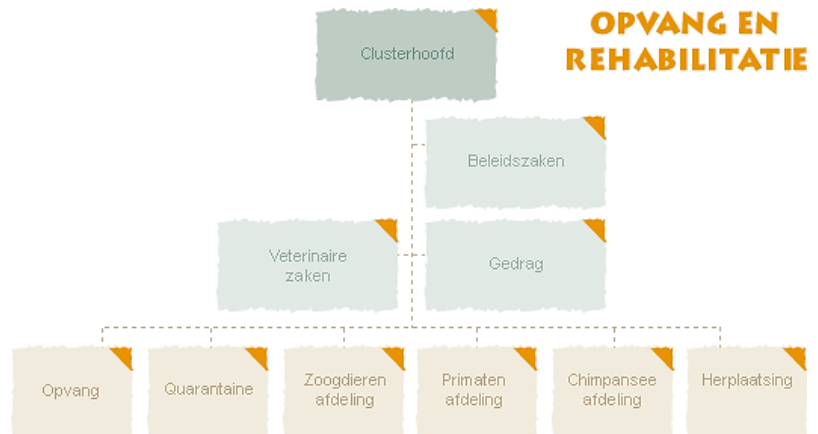 OPVANG EN
REHABILITATIE
Clusterhoofd
Beleidszaken
Veterinaire
zaken
Gedrag
Opvang
Quarantaine
Zoogdieren
afdeling
Primaten
afdeling
Chimpansee
afdeling
Herplaatsing